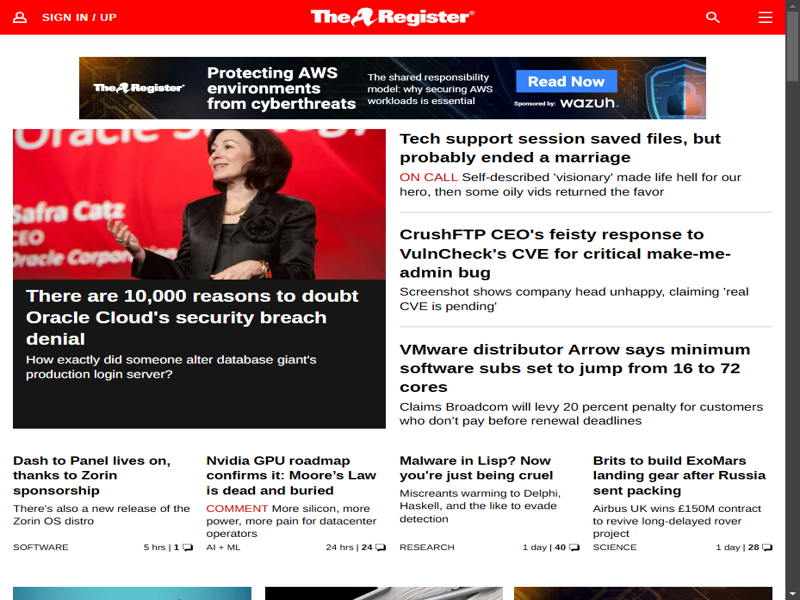 SIGN IN / UP
The Register®
The Register®
Protecting AWS
environments
from cyberthreats
The shared responsibility
model: why securing AWS
workloads is essential
Read Now
Sponsored by: wazuh.
Oracle Strategy
Safra Catz
CEO
Oracle Corporation
There are 10,000 reasons to doubt
Oracle Cloud's security breach
denial
How exactly did someone alter database giant's
production login server?
Tech support session saved files, but
probably ended a marriage
ON CALL Self-described 'visionary' made life hell for our
hero, then some oily vids returned the favor
CrushFTP CEO's feisty response to
VulnCheck's CVE for critical make-me-
admin bug
Screenshot shows company head unhappy, claiming 'real
CVE is pending'
VMware distributor Arrow says minimum
software subs set to jump from 16 to 72
cores
Claims Broadcom will levy 20 percent penalty for customers
who don't pay before renewal deadlines
Dash to Panel lives on,
thanks to Zorin
sponsorship
There's also a new release of the
Zorin OS distro
SOFTWARE 5 hrs | 1
Nvidia GPU roadmap
confirms it: Moore's Law
is dead and buried
COMMENT More silicon, more
power, more pain for datacenter
operators
AI + ML 24 hrs | 24
Malware in Lisp? Now
you're just being cruel
Miscreants warming to Delphi,
Haskell, and the like to evade
detection
RESEARCH 1 day | 40
Brits to build ExoMars
landing gear after Russia
sent packing
Airbus UK wins £150M contract
to revive long-delayed rover
project
SCIENCE 1 day | 28